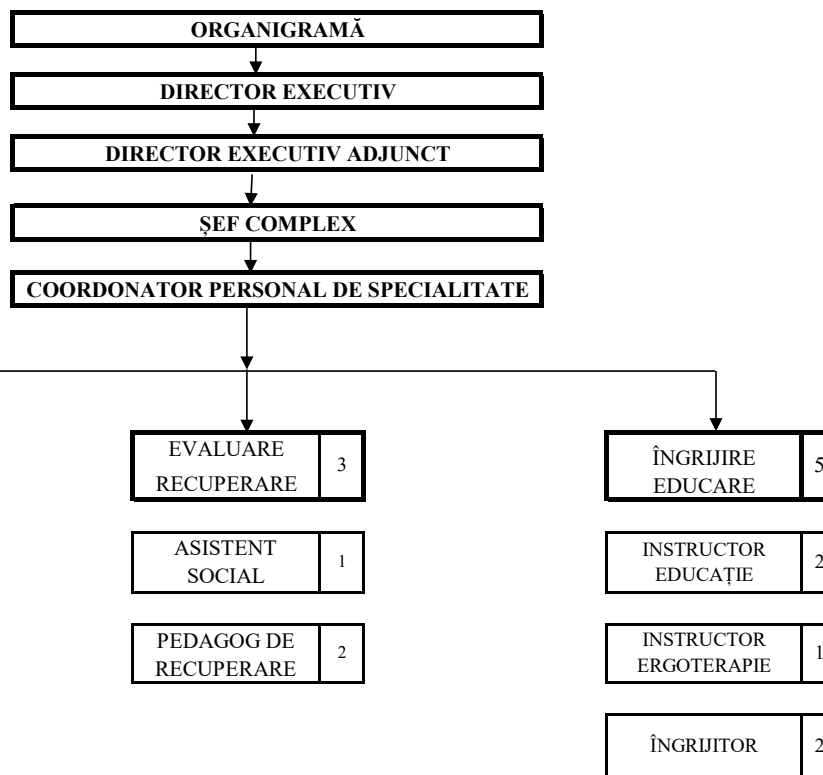 ORGANIGRAMĂ
DIRECTOR EXECUTIV
DIRECTOR EXECUTIV ADJUNCT
ȘEF COMPLEX
COORDONATOR PERSONAL DE SPECIALITATE
EVALUARE
RECUPERARE
3
ASISTENT
SOCIAL
1
PEDAGOG DE
RECUPERARE
2
ÎNGRIJIRE
EDUCARE
5
INSTRUCTOR
EDUCAȚIE
2
INSTRUCTOR
ERGOTERAPIE
1
ÎNGRIJITOR
2